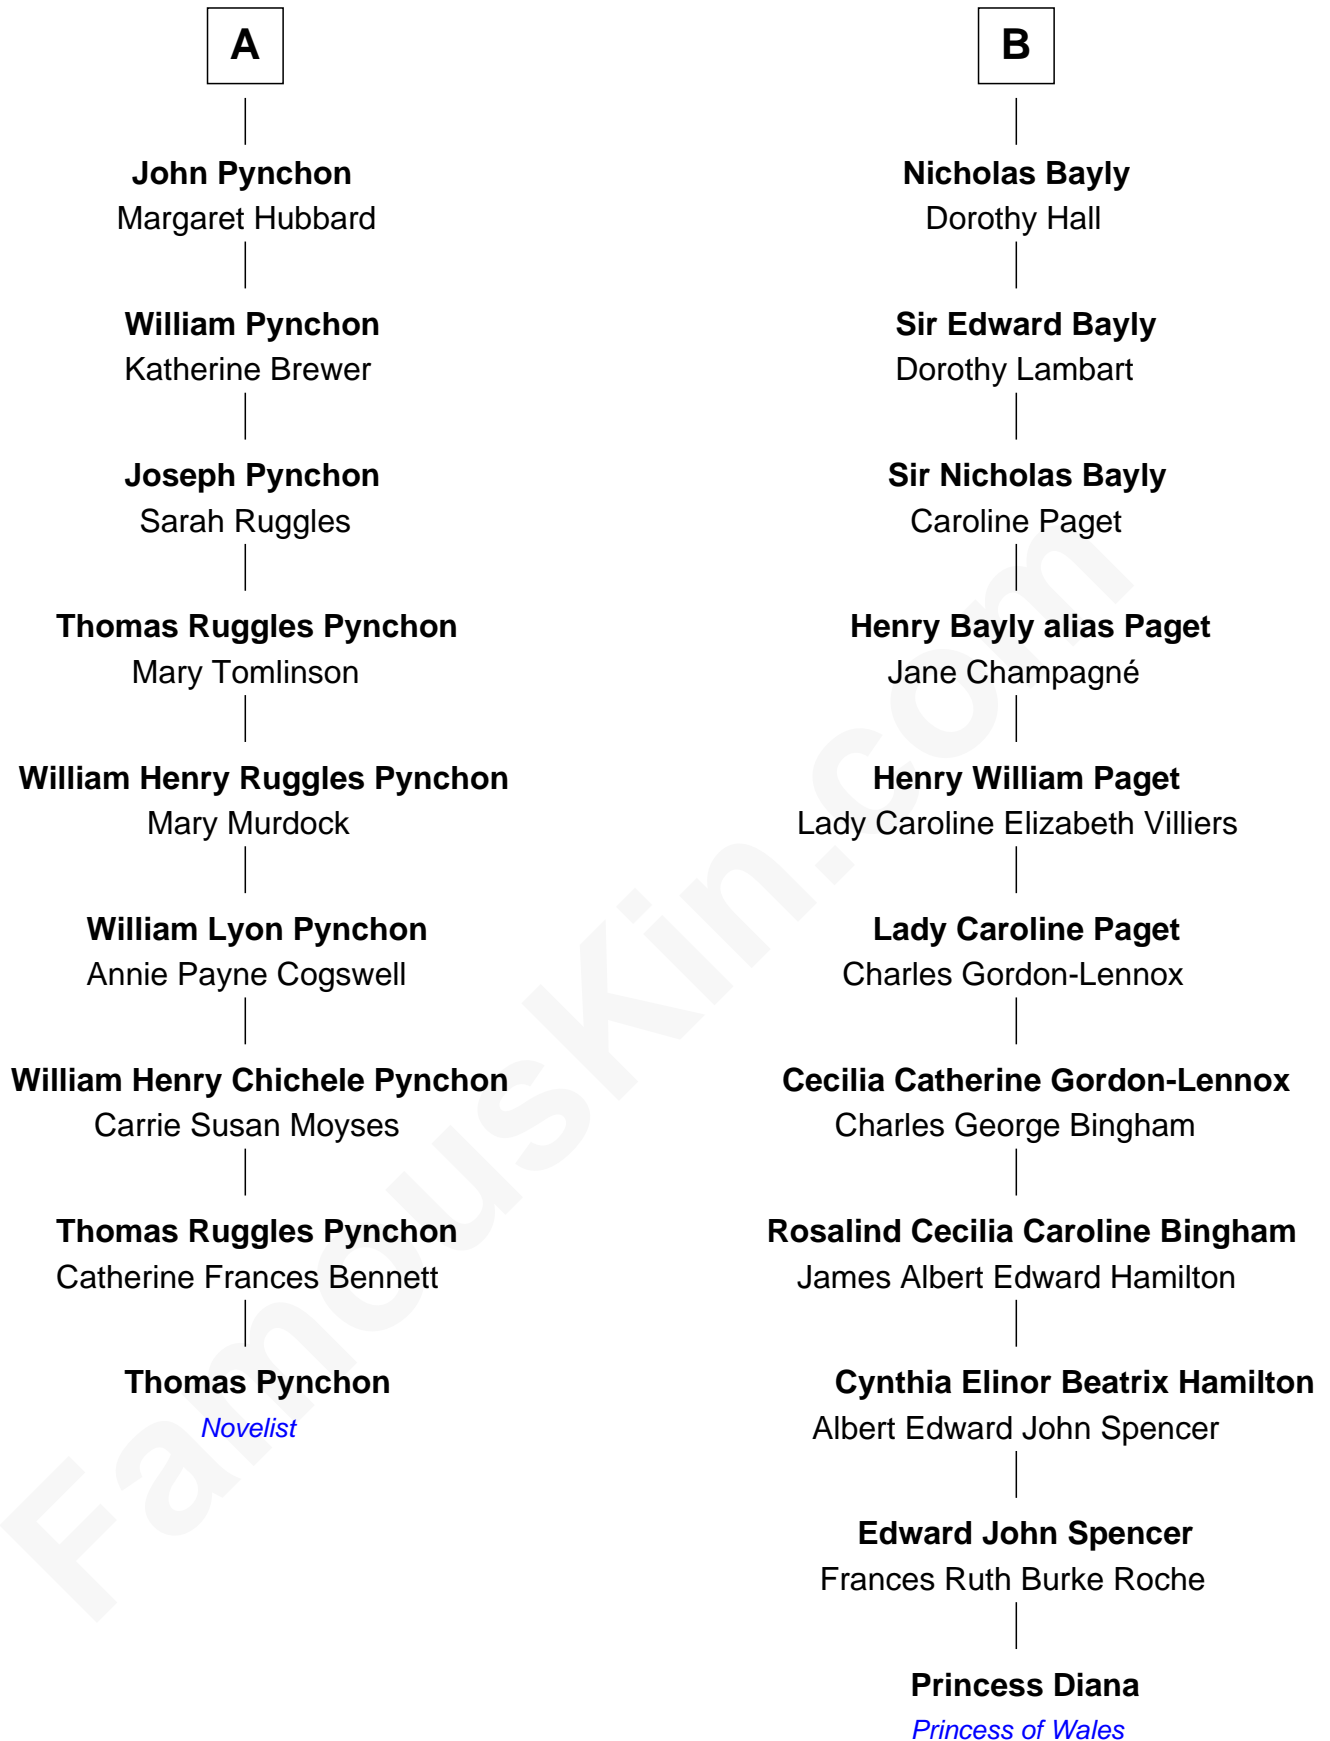 A
John Pynchon
Margaret Hubbard
William Pynchon
Katherine Brewer
Joseph Pynchon
Sarah Ruggles
Thomas Ruggles Pynchon
Mary Tomlinson
William Henry Ruggles Pynchon
Mary Murdock
William Lyon Pynchon
Annie Payne Cogswell
William Henry Chichele Pynchon
Carrie Susan Moyses
Thomas Ruggles Pynchon
Catherine Frances Bennett
Thomas Pynchon
Novelist
B
Nicholas Bayly
Dorothy Hall
Sir Edward Bayly
Dorothy Lambart
Sir Nicholas Bayly
Caroline Paget
Henry Bayly alias Paget
Jane Champagné
Henry William Paget
Lady Caroline Elizabeth Villiers
Lady Caroline Paget
Charles Gordon-Lennox
Cecilia Catherine Gordon-Lennox
Charles George Bingham
Rosalind Cecilia Caroline Bingham
James Albert Edward Hamilton
Cynthia Elinor Beatrix Hamilton
Albert Edward John Spencer
Edward John Spencer
Frances Ruth Burke Roche
Princess Diana
Princess of Wales
FamousKin.com